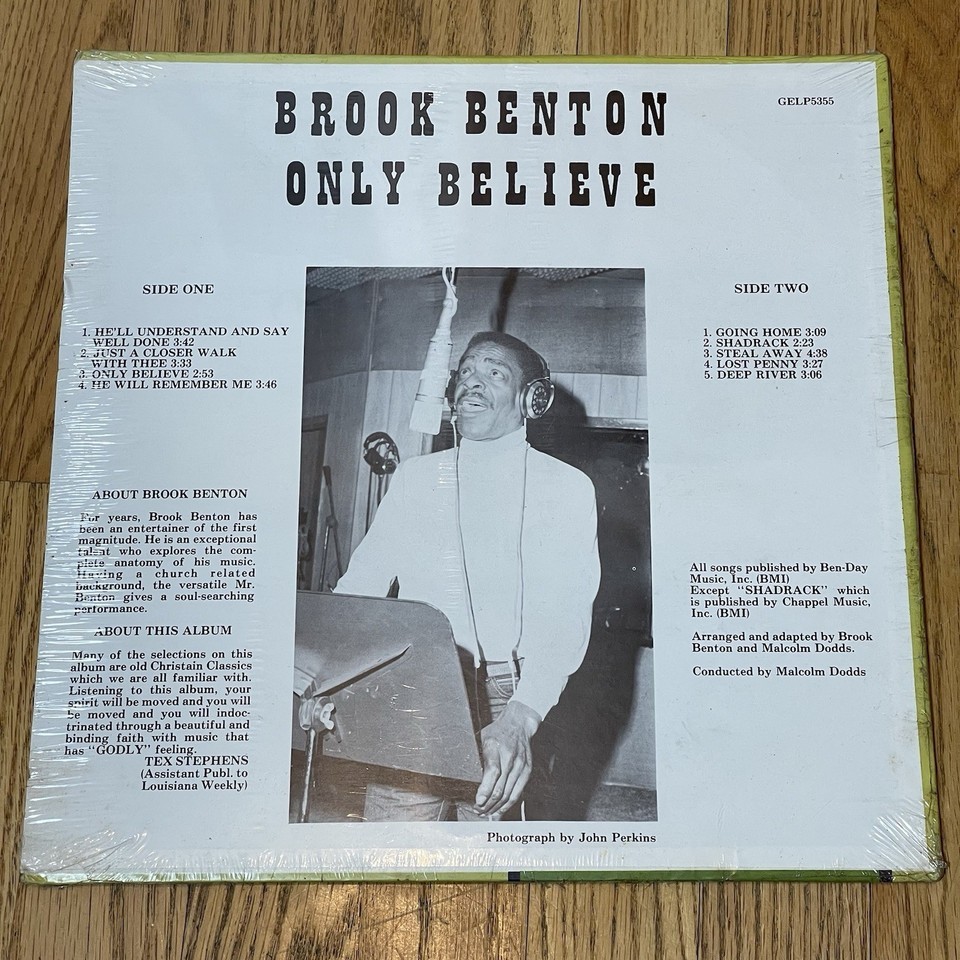 BROOK BENTON
GELP5355
ONLY BELIEVE
SIDE ONE
1. HE'LL UNDERSTAND AND SAY
WELL DONE 3:42
2. JUST A CLOSER WALK
WITH THEE 3:33
3. ONLY BELIEVE 2:53
4. HE WILL REMEMBER ME 3:46
SIDE TWO
1. GOING HOME 3:09
2. SHADRACK 2:23
3. STEAL AWAY 4:38
4. LOST PENNY 3:27
5. DEEP RIVER 3:06
ABOUT BROOK BENTON
For years, Brook Benton has
been an entertainer of the first
magnitude. He is an exceptional
talent who explores the com-
plete anatomy of his music.
Having a church related
background, the versatile Mr.
Benton gives a soul-searching
performance.
ABOUT THIS ALBUM
Many of the selections on this
album are old Christain Classics
which we are all familiar with.
Listening to this album, your
spirit will be moved and you will
be moved and you will indoc-
trinated through a beautiful and
binding faith with music that
has "GODLY" feeling.
TEX STEPHENS
(Assistant Publ. to
Louisiana Weekly)
All songs published by Ben-Day
Music, Inc. (BMI)
Except "SHADRACK" which
is published by Chappel Music,
Inc. (BMI)
Arranged and adapted by Brook
Benton and Malcolm Dodds.
Conducted by Malcolm Dodds
Photograph by John Perkins